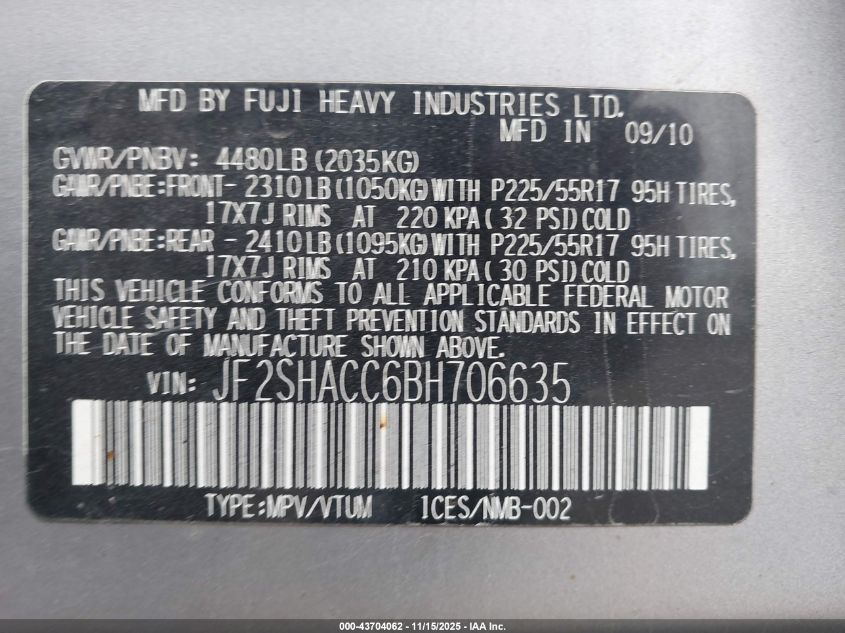 MFD BY FUJI HEAVY INDUSTRIES LTD.
MFD IN 09/10
GVWR/PNBV: 4480LB (2035KG)
GAWR/PNBE:FRONT- 2310LB (1050KG) WITH P225/55R17 95H TIRES,
17X7J RIMS AT 220 KPA ( 32 PSI) COLD
GAWR/PNBE:REAR - 2410LB (1095KG) WITH P225/55R17 95H TIRES,
17X7J RIMS AT 210 KPA ( 30 PSI) COLD
THIS VEHICLE CONFORMS TO ALL APPLICABLE FEDERAL MOTOR
VEHICLE SAFETY AND THEFT PREVENTION STANDARDS IN EFFECT ON
THE DATE OF MANUFACTURE SHOWN ABOVE.
VIN: JF2SHACC6BH706635
TYPE:MPV/VTUM 1CES/NMB-002
000-43704062 - 11/15/2025 - IAA Inc.